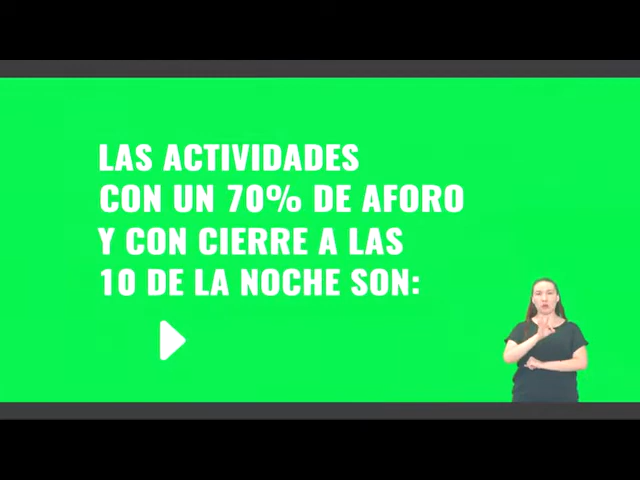 LAS ACTIVIDADES
CON UN 70% DE AFORO
Y CON CIERRE A LAS
10 DE LA NOCHE SON: